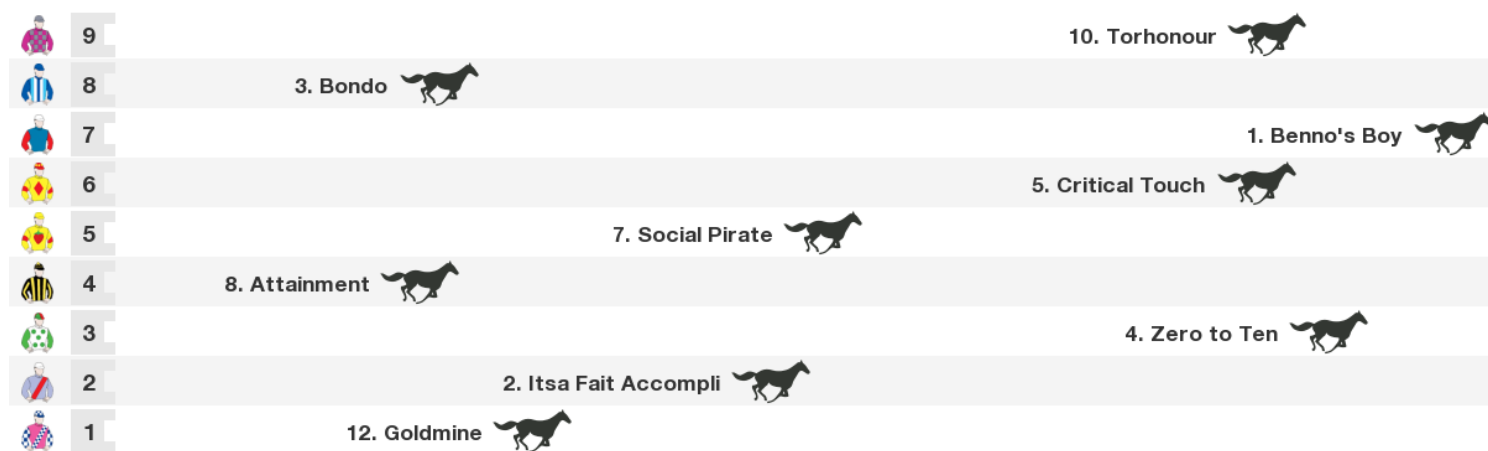 9 10. Torhonour
8 3. Bondo
7 1. Benno's Boy
6 5. Critical Touch
5 7. Social Pirate
4 8. Attainment
3 4. Zero to Ten
2 2. Itsa Fait Accompli
1 12. Goldmine